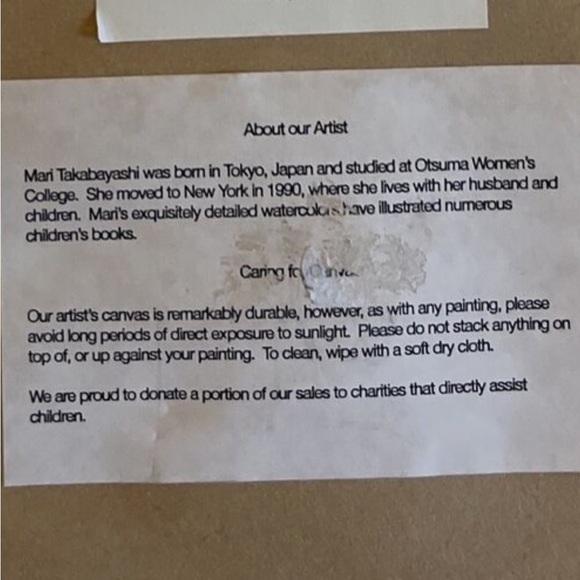 About our Artist
Mari Takabayashi was born in Tokyo, Japan and studied at Otsuma Women's
College. She moved to New York in 1990, where she lives with her husband and
children. Mari's exquisitely detailed watercolors have illustrated numerous
children's books.
Caring
Our artist's canvas is remarkably durable, however, as with any painting, please
avoid long periods of direct exposure to sunlight. Please do not stack anything on
top of, or up against your painting. To clean, wipe with a soft dry cloth.
We are proud to donate a portion of our sales to charities that directly assist
children.